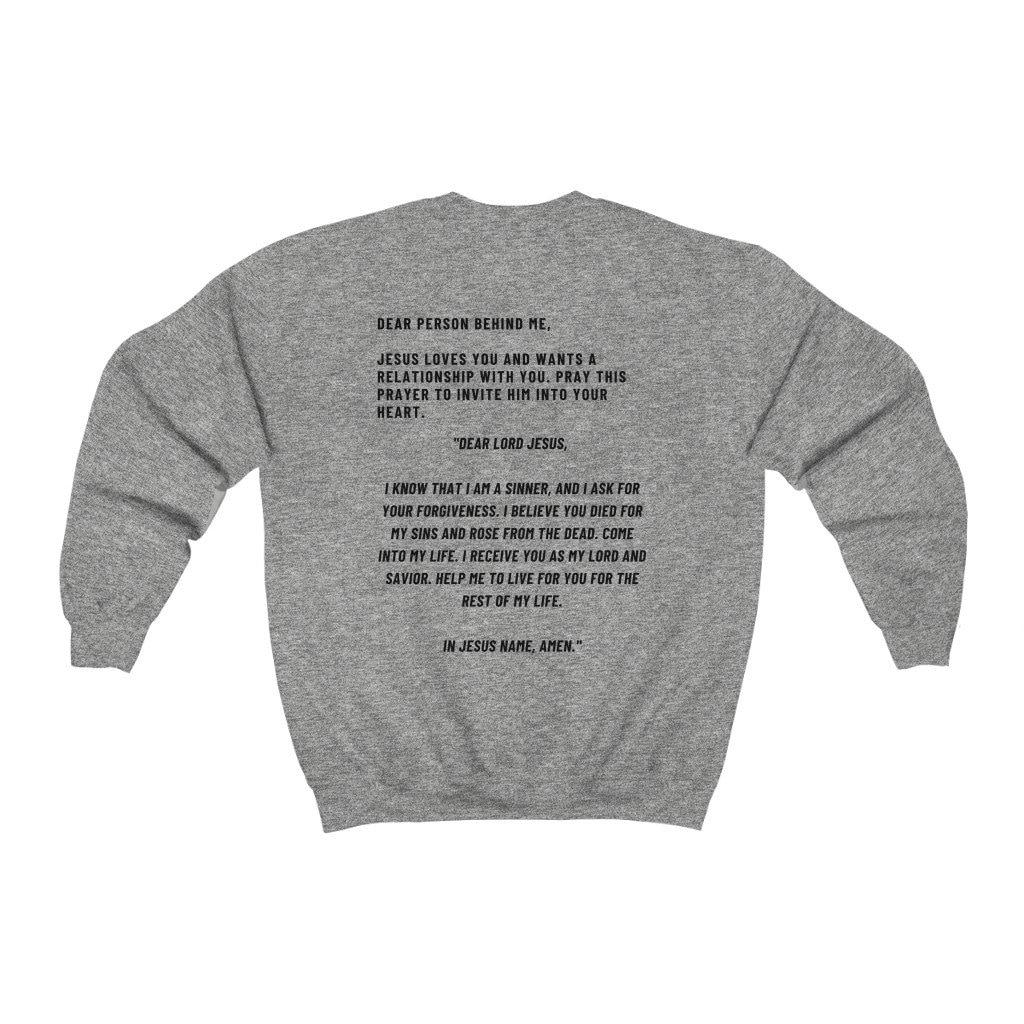 DEAR PERSON BEHIND ME,
JESUS LOVES YOU AND WANTS A
RELATIONSHIP WITH YOU. PRAY THIS
PRAYER TO INVITE HIM INTO YOUR
HEART.
"DEAR LORD JESUS,
I KNOW THAT I AM A SINNER, AND I ASK FOR
YOUR FORGIVENESS. I BELIEVE YOU DIED FOR
MY SINS AND ROSE FROM THE DEAD. COME
INTO MY LIFE. I RECEIVE YOU AS MY LORD AND
SAVIOR. HELP ME TO LIVE FOR YOU FOR THE
REST OF MY LIFE.
IN JESUS NAME, AMEN."